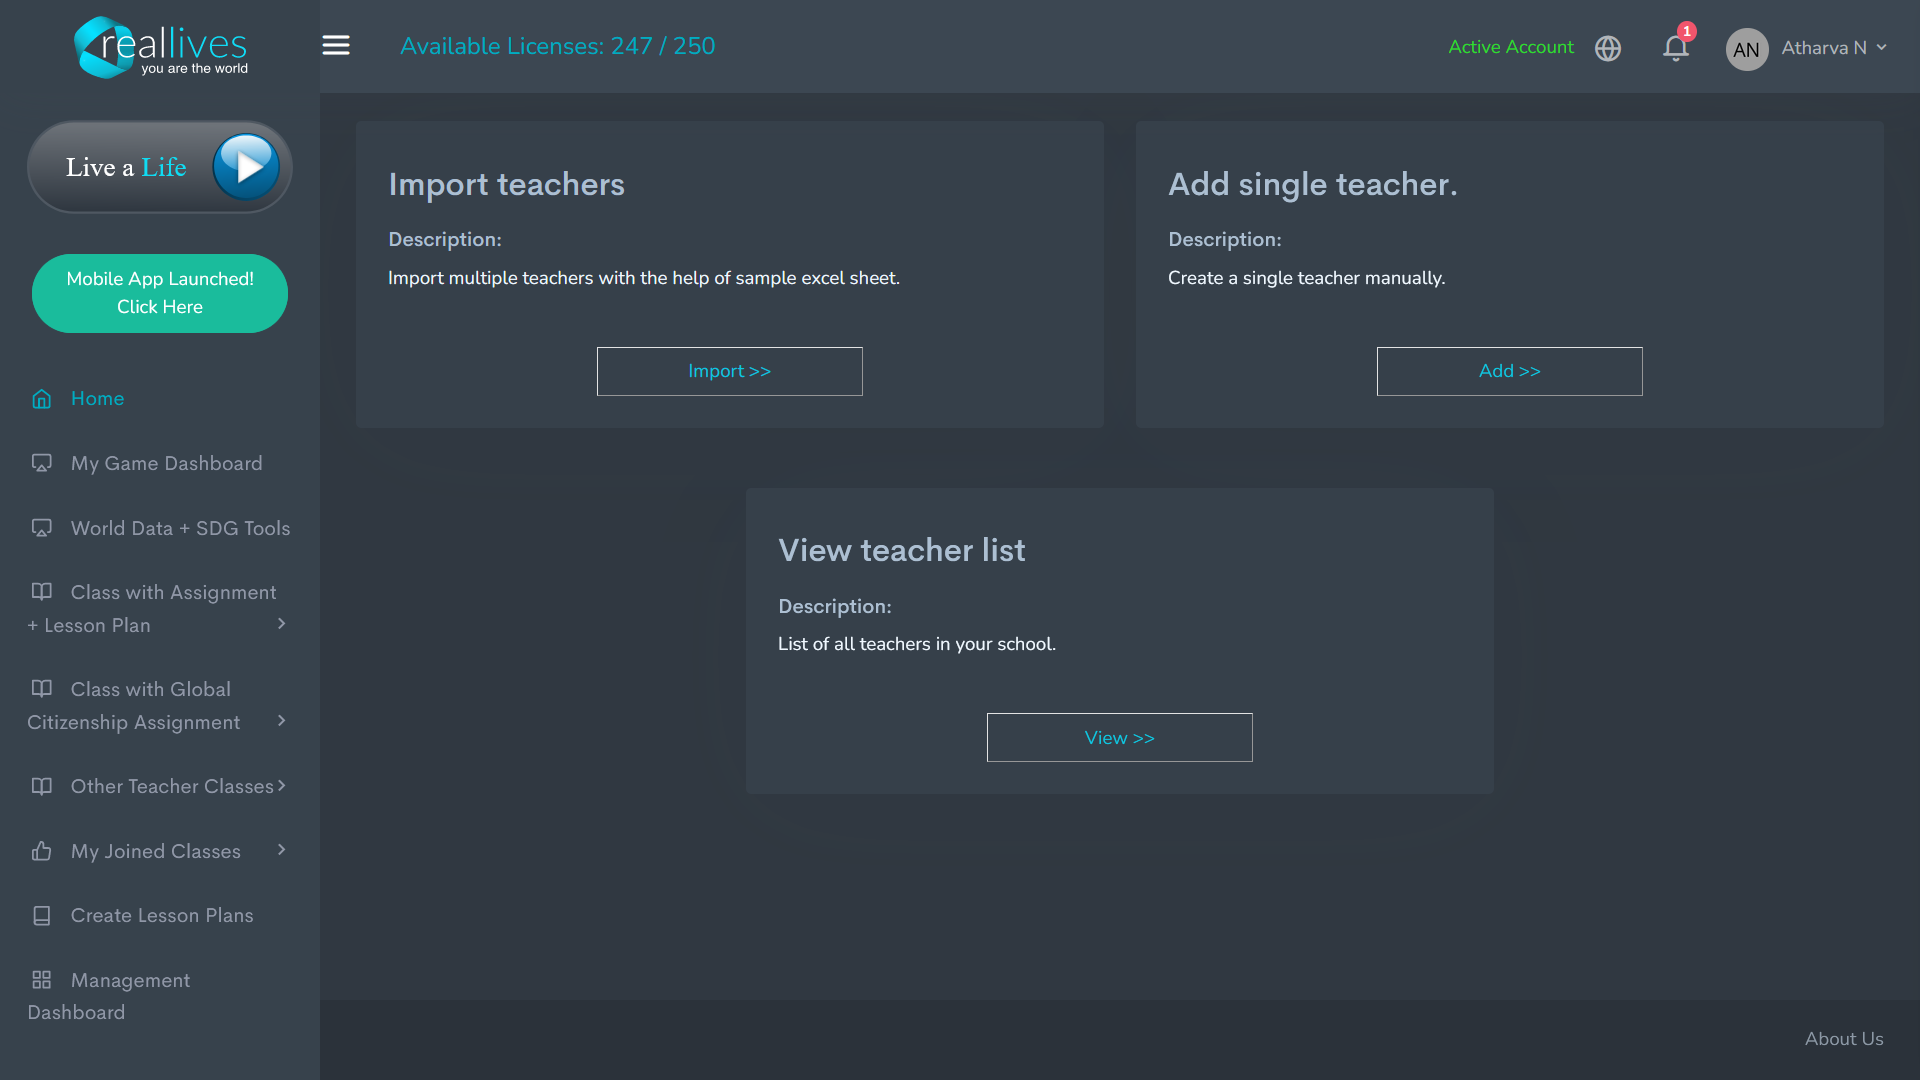 reallives
you are the world
Available Licenses: 247 / 250
Active Account
1
AN
Atharva N
Live a Life
Mobile App Launched!
Click Here
Home
My Game Dashboard
World Data + SDG Tools
Class with Assignment
+ Lesson Plan
Class with Global
Citizenship Assignment
Other Teacher Classes
My Joined Classes
Create Lesson Plans
Management
Dashboard
Import teachers
Description:
Import multiple teachers with the help of sample excel sheet.
Import >>
Add single teacher.
Description:
Create a single teacher manually.
Add >>
View teacher list
Description:
List of all teachers in your school.
View >>
About Us